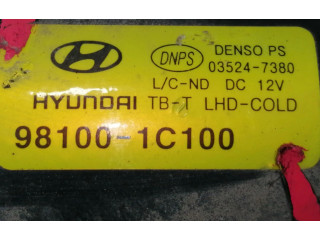 DNPS DENSO PS
03524-7380
L/C-ND DC 12V
HYUNDAI TB-T LHD-COLD
98100-1C100